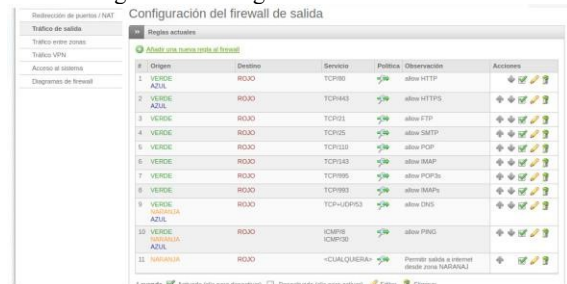 Redirección de puertos / NAT
Tráfico de salida
Tráfico entre zonas
Tráfico VPN
Acceso al sistema
Diagramas de firewall
Configuración del firewall de salida
Reglas actuales
Añadir una nueva regla al firewall
# Origen Destino Servicio Política Observación Acciones
1 VERDE ROJO TCP/80 allow HTTP
AZUL
2 VERDE ROJO TCP/443 allow HTTPS
AZUL
3 VERDE ROJO TCP/21 allow FTP
4 VERDE ROJO TCP/25 allow SMTP
5 VERDE ROJO TCP/110 allow POP
6 VERDE ROJO TCP/143 allow IMAP
7 VERDE ROJO TCP/995 allow POP3s
8 VERDE ROJO TCP/993 allow IMAPs
9 VERDE ROJO TCP+UDP/53 allow DNS
NARANJA
AZUL
10 VERDE ROJO ICMP/8 allow PING
NARANJA ICMP/30
AZUL
11 NARANJA ROJO <CUALQUIERA> Permitir salida a internet
desde zona NARANAJ